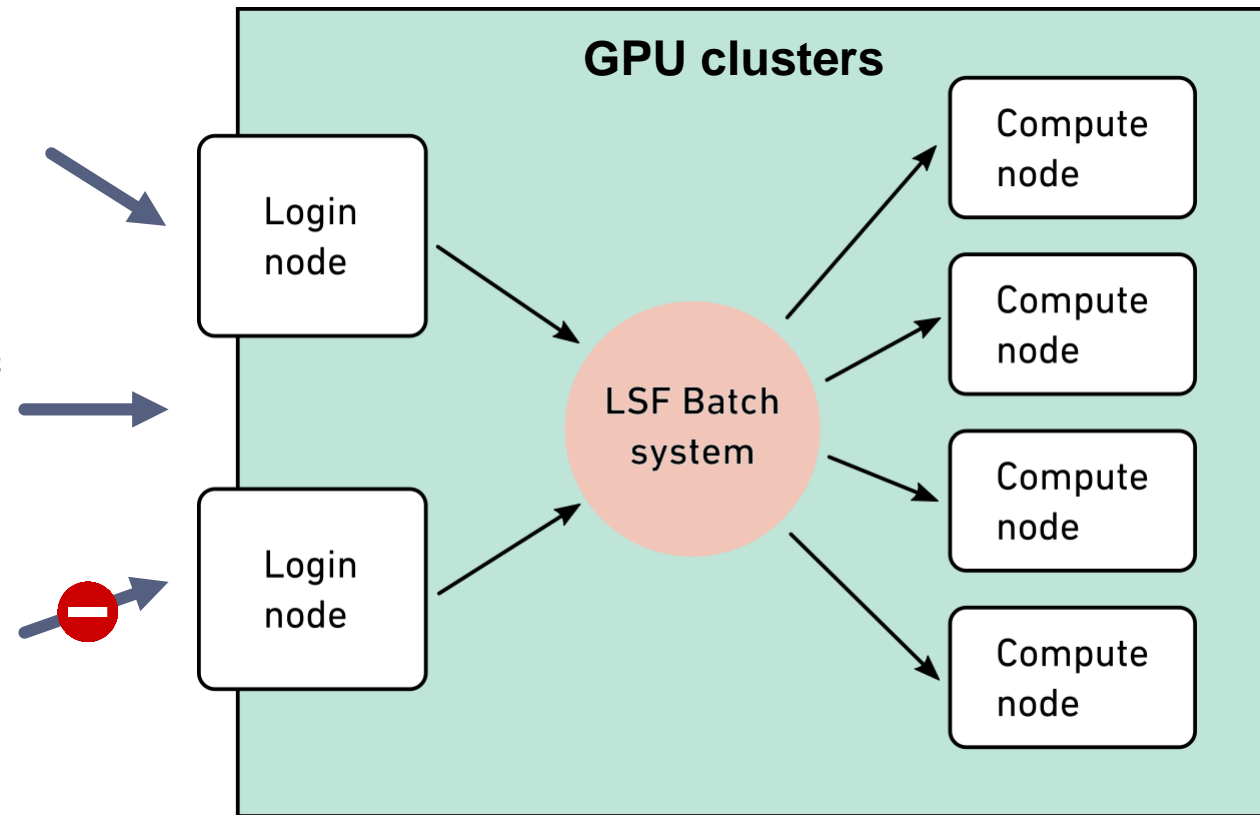 GPU clusters
Login
node
Login
node
LSF Batch
system
Compute
node
Compute
node
Compute
node
Compute
node